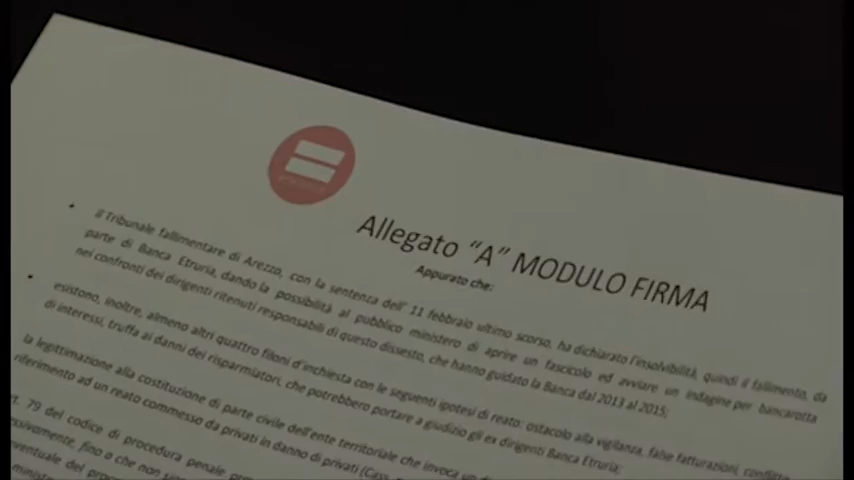 Allegato "A" MODULO FIRMA
Appurato che:
il Tribunale fallimentare di Arezzo, con la sentenza dell' 11 febbraio ultimo scorso, ha dichiarato l'insolvibilità, quindi il fallimento, da
parte di Banca Etruria, dando la possibilità al pubblico ministero di aprire un fascicolo ed avviare un indagine per bancarotta
nei confronti dei dirigenti ritenuti responsabili di questo dissesto, che hanno guidato la Banca dal 2013 al 2015;
esistono, inoltre, almeno altri quattro filoni d'inchiesta con le seguenti ipotesi di reato: ostacolo alla vigilanza, false fatturazioni, conflitto
di interessi, truffa ai danni dei risparmiatori, che potrebbero portare a giudizio gli ex dirigenti Banca Etruria;
la legittimazione alla costituzione di parte civile dell'ente territoriale che invoca un
riferimento ad un reato commesso da privati in danno di privati (Cass.
79 del codice di procedura penale
fino a che non
del